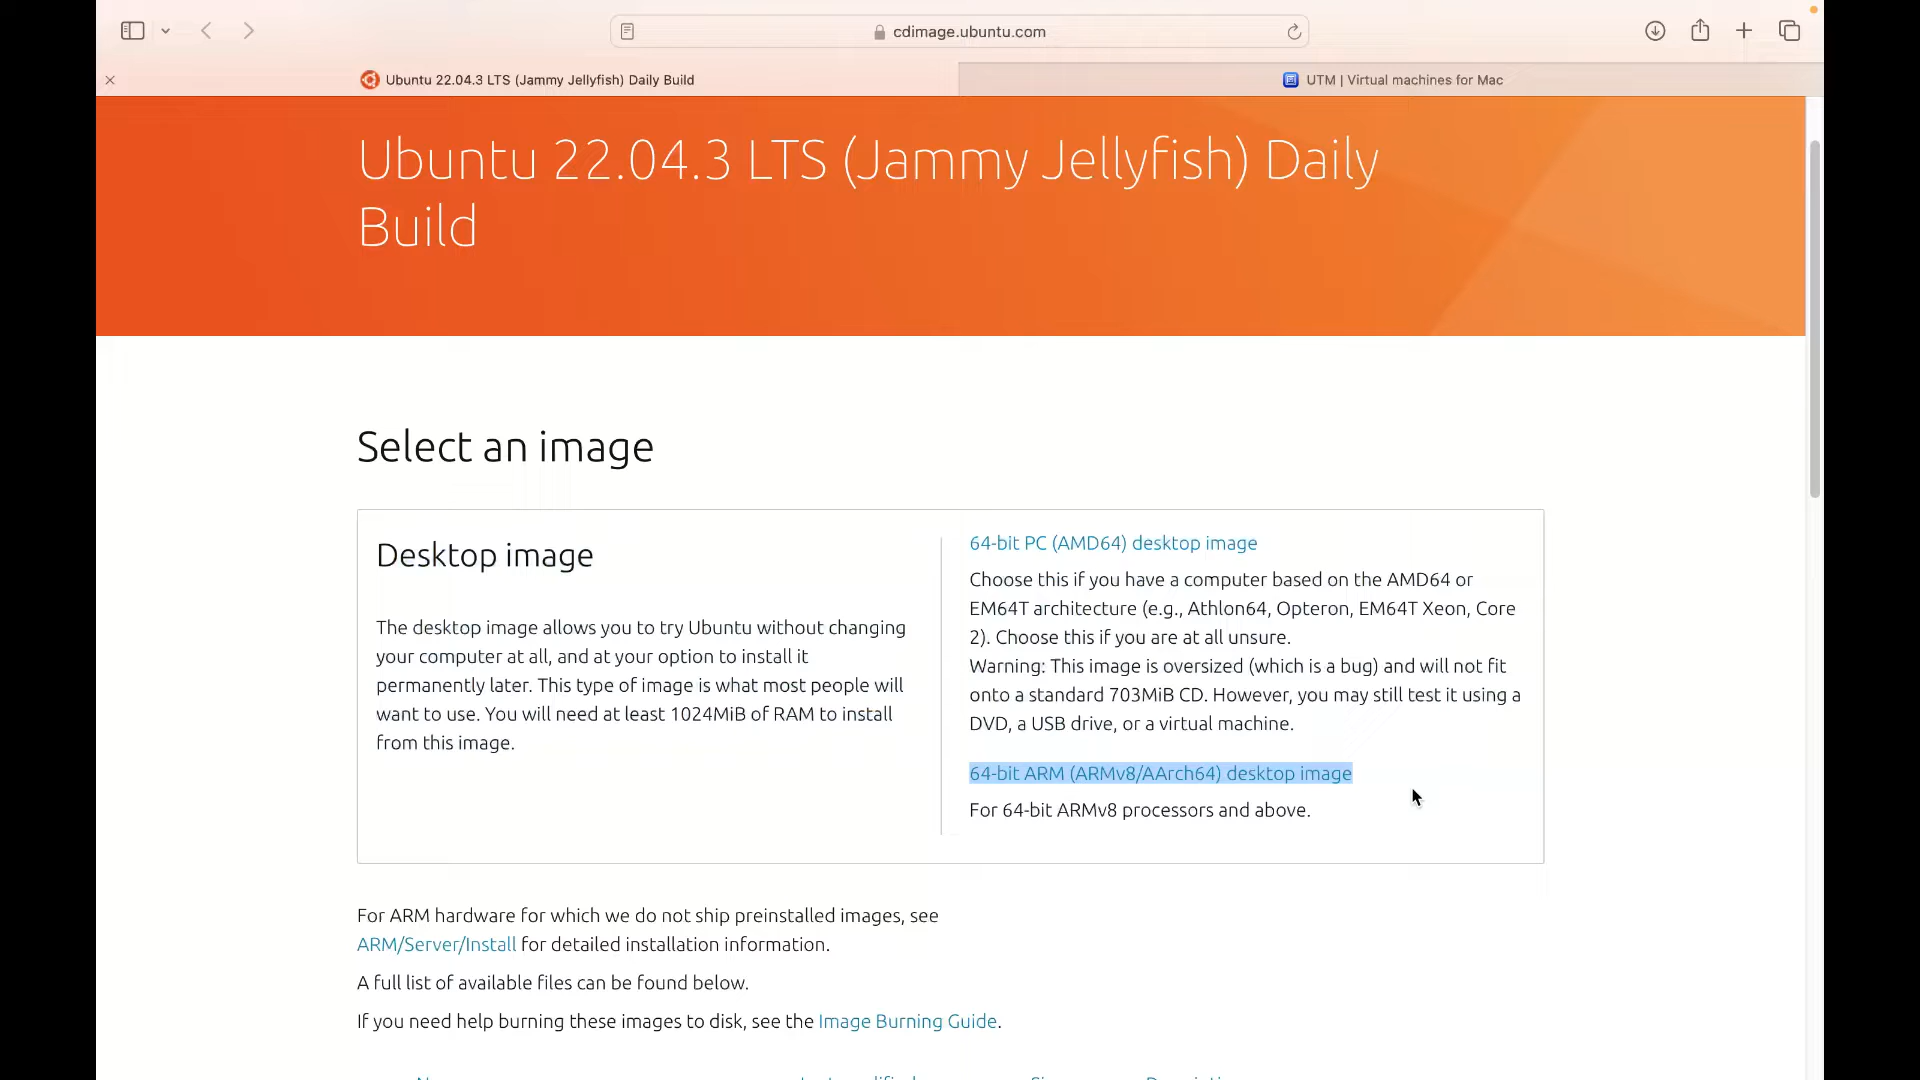 cdimage.ubuntu.com
Ubuntu 22.04.3 LTS (Jammy Jellyfish) Daily Build
UTM | Virtual machines for Mac
Ubuntu 22.04.3 LTS (Jammy Jellyfish) Daily
Build
Select an image
Desktop image
The desktop image allows you to try Ubuntu without changing
your computer at all, and at your option to install it
permanently later. This type of image is what most people will
want to use. You will need at least 1024MiB of RAM to install
from this image.
64-bit PC (AMD64) desktop image
Choose this if you have a computer based on the AMD64 or
EM64T architecture (e.g., Athlon64, Opteron, EM64T Xeon, Core
2). Choose this if you are at all unsure.
Warning: This image is oversized (which is a bug) and will not fit
onto a standard 703MiB CD. However, you may still test it using a
DVD, a USB drive, or a virtual machine.
64-bit ARM (ARMv8/AArch64) desktop image
For 64-bit ARMv8 processors and above.
For ARM hardware for which we do not ship preinstalled images, see
ARM/Server/Install for detailed installation information.
A full list of available files can be found below.
If you need help burning these images to disk, see the Image Burning Guide.